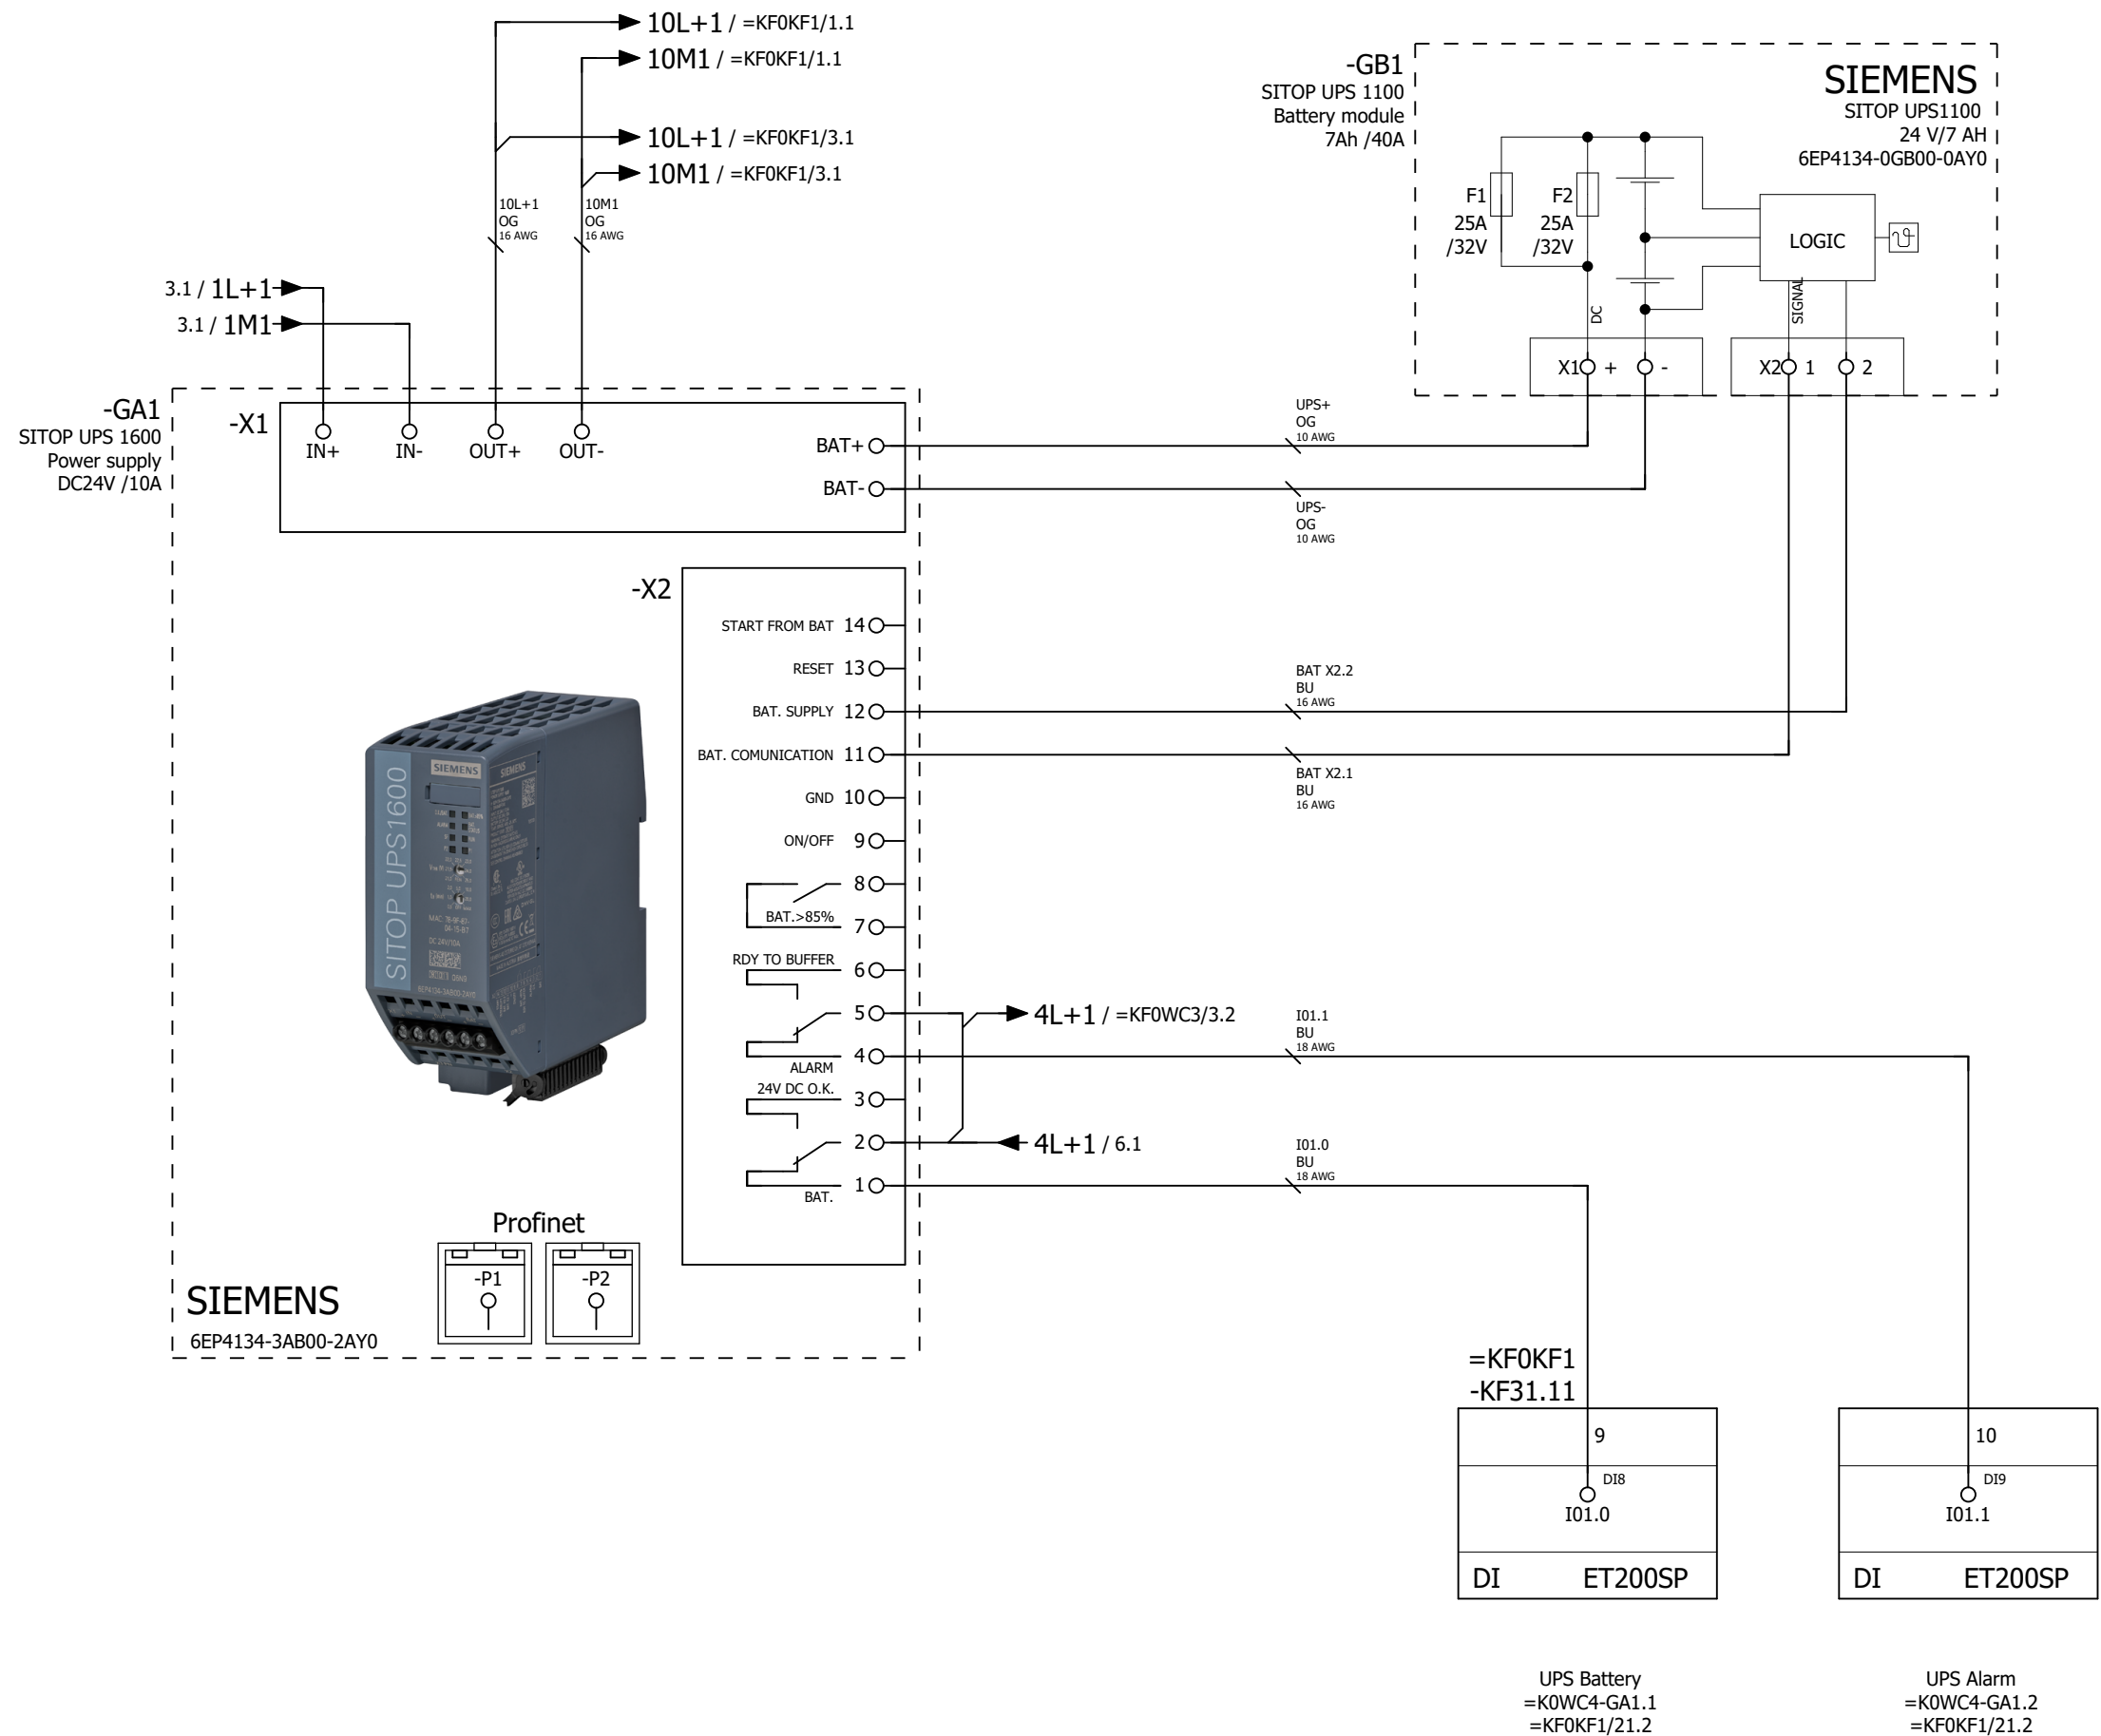 10L+1 / =KF0KF1/1.1
10M1 / =KF0KF1/1.1
10L+1 / =KF0KF1/3.1
10M1 / =KF0KF1/3.1
10L+1
OG
16 AWG
10M1
OG
16 AWG
3.1 / 1L+1
3.1 / 1M1
-GB1
SITOP UPS 1100
Battery module
7Ah /40A
SIEMENS
SITOP UPS1100
24 V/7 AH
6EP4134-0GB00-0AY0
F1
25A
/32V
F2
25A
/32V
LOGIC
DC
SIGNAL
X1 + -
X2 1 2
-GA1
SITOP UPS 1600
Power supply
DC24V /10A
-X1
IN+ IN- OUT+ OUT-
BAT+
BAT-
UPS+
OG
10 AWG
UPS-
OG
10 AWG
-X2
START FROM BAT 14
RESET 13
BAT. SUPPLY 12
BAT. COMUNICATION 11
GND 10
ON/OFF 9
8
BAT.>85%
7
RDY TO BUFFER
6
5
4
ALARM
24V DC O.K.
3
2
1
BAT.
BAT X2.2
BU
16 AWG
BAT X2.1
BU
16 AWG
4L+1 / =KF0WC3/3.2
I01.1
BU
18 AWG
4L+1 / 6.1
I01.0
BU
18 AWG
SIEMENS
SIEMENS
SITOP UPS1600
DC 24V/10A
6EP4134-3AB00-2AY0
Profinet
-P1
-P2
SIEMENS
6EP4134-3AB00-2AY0
=KF0KF1
-KF31.11
9
DI8
I01.0
DI ET200SP
10
DI9
I01.1
DI ET200SP
UPS Battery
=K0WC4-GA1.1
=KF0KF1/21.2
UPS Alarm
=K0WC4-GA1.2
=KF0KF1/21.2